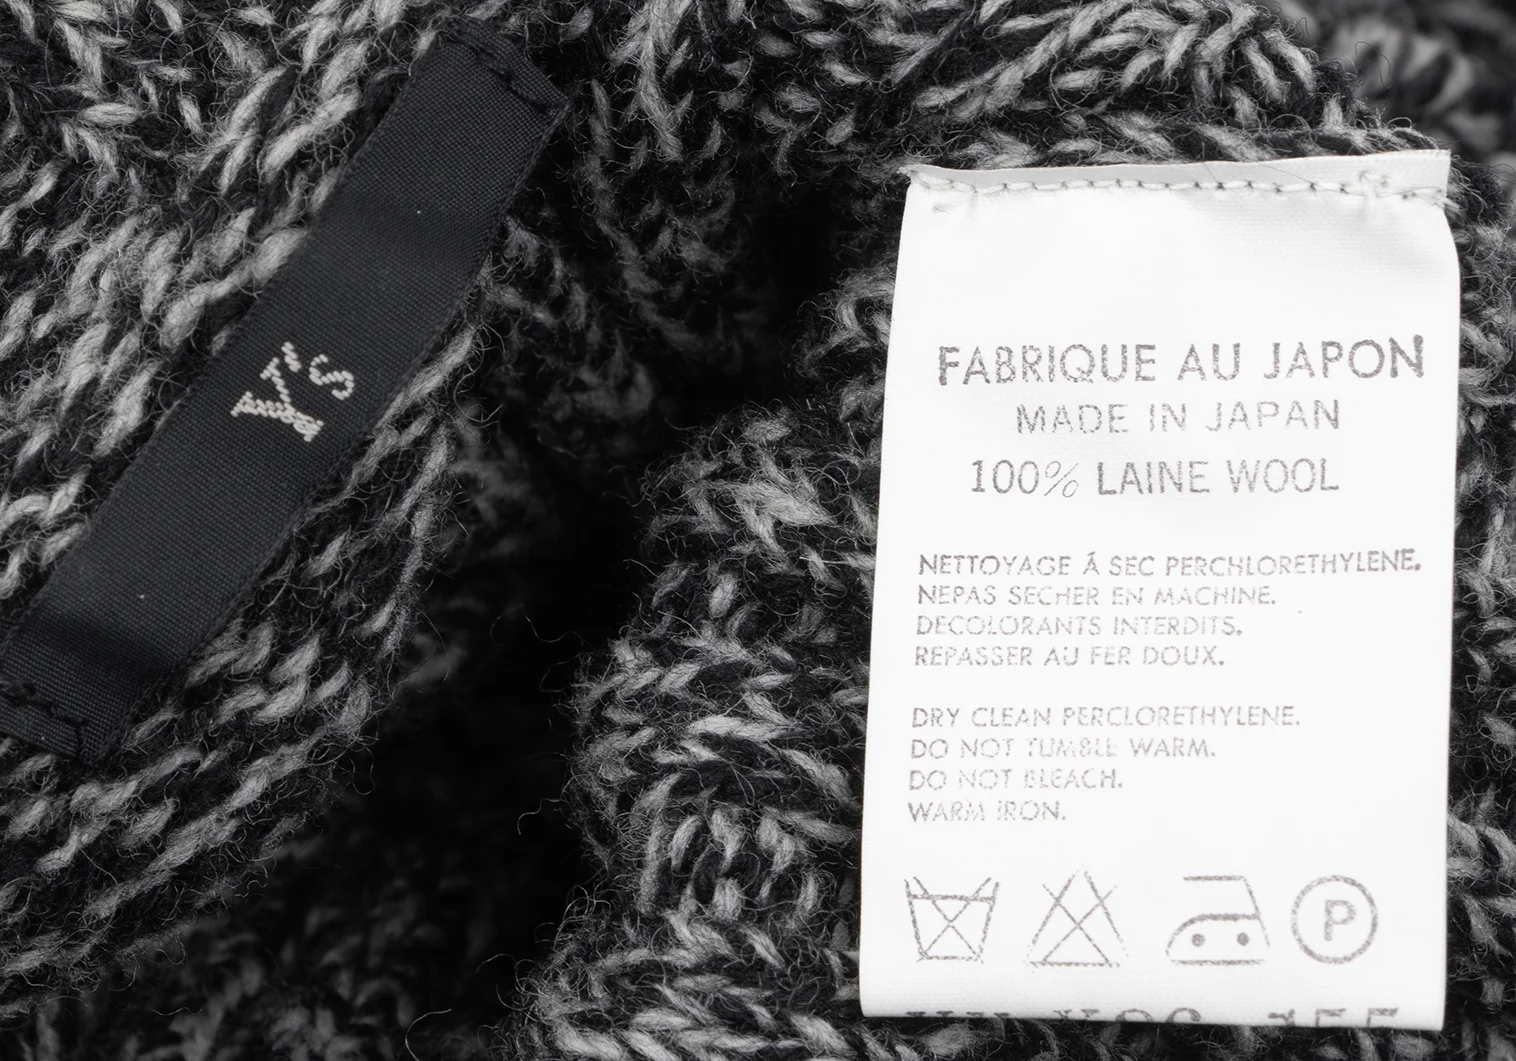 Y's
FABRIQUE AU JAPON
MADE IN JAPAN
100% LAINE WOOL
NETTOYAGE Á SEC PERCHLORETHYLENE.
NEPAS SECHER EN MACHINE.
DECOLORANTS INTERDITS.
REPASSER AU FER DOUX.
DRY CLEAN PERCLORETHYLENE.
DO NOT TUMBLE WARM.
DO NOT BLEACH.
WARM IRON.
P